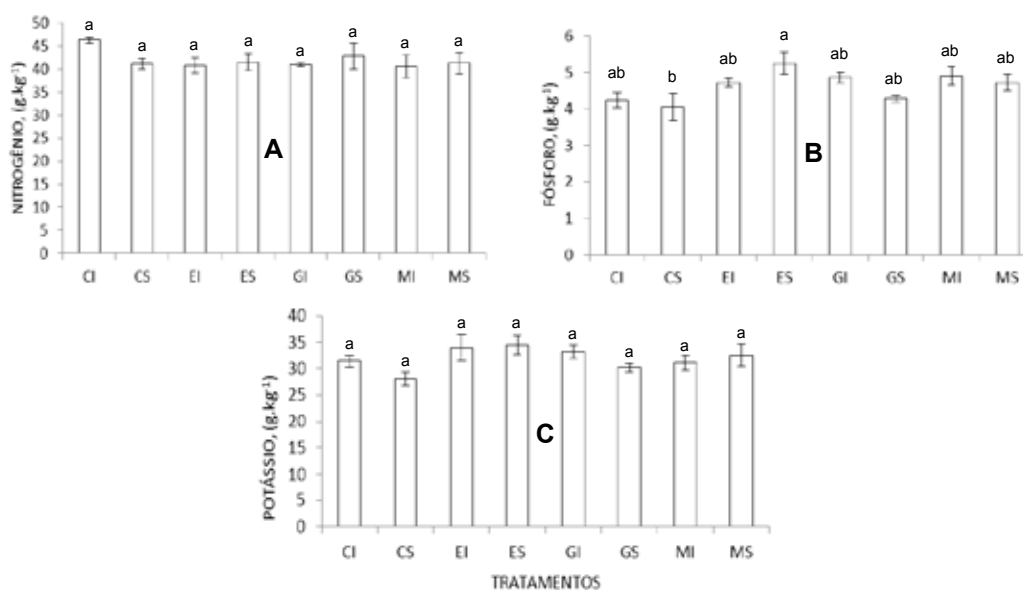 NITROGÊNIO, (g.kg⁻¹)
50
45
40
35
30
25
20
15
10
5
0
a a a a a a a a
A
CI CS EI ES GI GS MI MS
FÓSFORO, (g.kg⁻¹)
6
5
4
3
2
1
0
ab b ab a ab ab ab ab
B
CI CS EI ES GI GS MI MS
POTÁSSIO, (g.kg⁻¹)
40
35
30
25
20
15
10
5
0
a a a a a a a a
C
CI CS EI ES GI GS MI MS
TRATAMENTOS